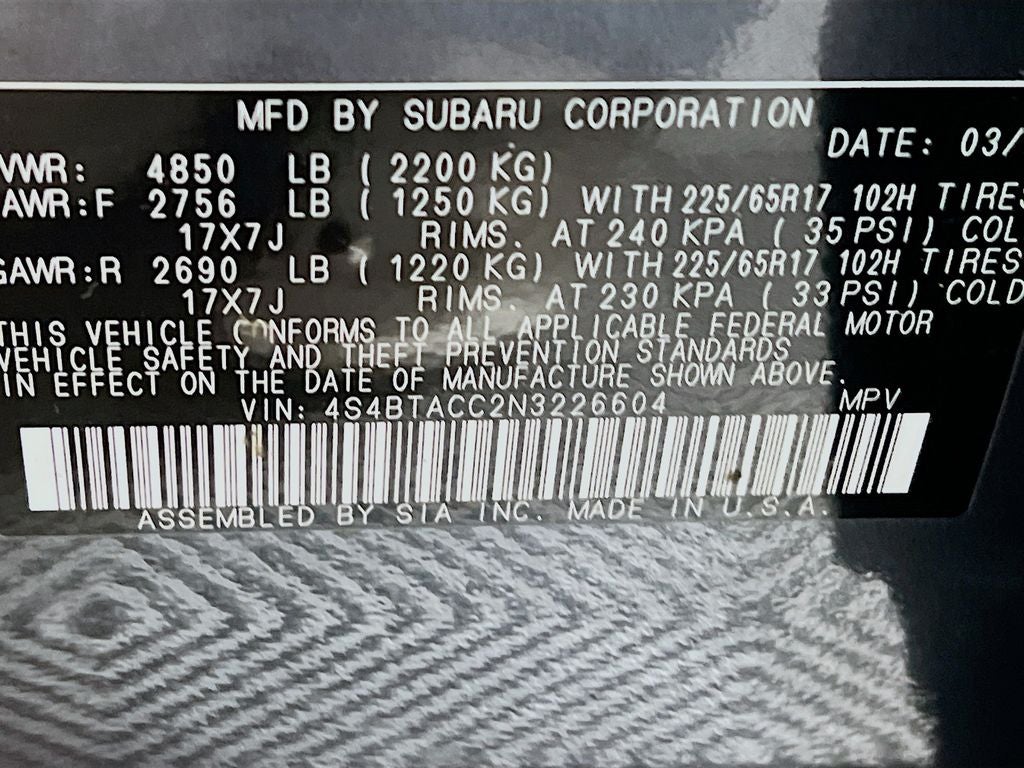 MFD BY SUBARU CORPORATION
DATE: 03/
VWR: 4850 LB ( 2200 KG)
AWR:F 2756 LB ( 1250 KG) WITH 225/65R17 102H TIRES
17X7J RIMS. AT 240 KPA ( 35 PSI) COL
GAWR:R 2690 LB ( 1220 KG) WITH 225/65R17 102H TIRES
17X7J RIMS. AT 230 KPA ( 33 PSI) COLD
THIS VEHICLE CONFORMS TO ALL APPLICABLE FEDERAL MOTOR
VEHICLE SAFETY AND THEFT PREVENTION STANDARDS
IN EFFECT ON THE DATE OF MANUFACTURE SHOWN ABOVE.
VIN: 4S4BTACC2N3226604 MPV
ASSEMBLED BY SIA INC. MADE IN U.S.A.